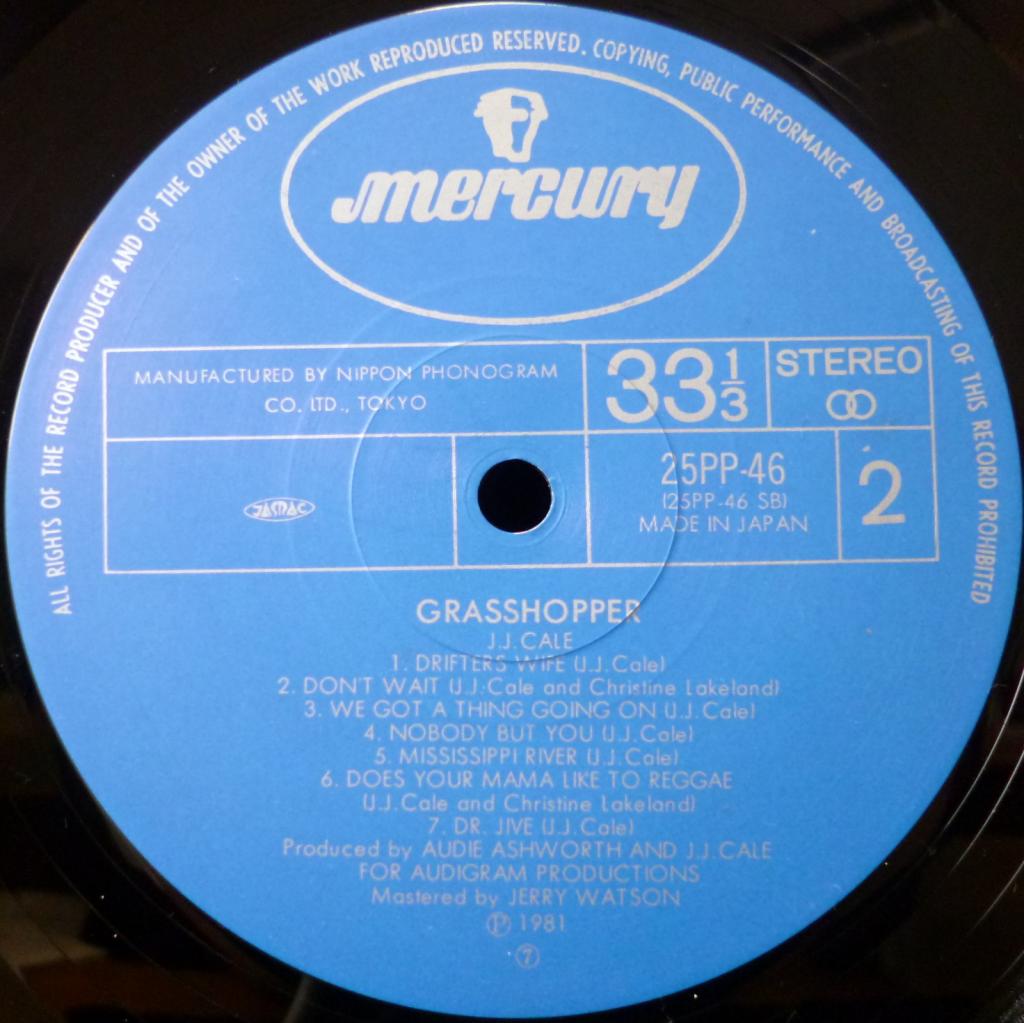 ALL RIGHTS OF THE RECORD PRODUCER AND OF THE OWNER OF THE WORK REPRODUCED RESERVED. COPYING, PUBLIC PERFORMANCE AND BROADCASTING OF THIS RECORD PROHIBITED
mercury
MANUFACTURED BY NIPPON PHONOGRAM
CO. LTD., TOKYO
33 1/3
STEREO
JASRAC
25PP-46
(25PP-46 SB)
MADE IN JAPAN
2
GRASSHOPPER
J.J. CALE
1. DRIFTERS WIFE (J.J.Cale)
2. DON'T WAIT (J.J.Cale and Christine Lakeland)
3. WE GOT A THING GOING ON (J.J.Cale)
4. NOBODY BUT YOU (J.J.Cale)
5. MISSISSIPPI RIVER (J.J.Cale)
6. DOES YOUR MAMA LIKE TO REGGAE
(J.J.Cale and Christine Lakeland)
7. DR. JIVE (J.J.Cale)
Produced by AUDIE ASHWORTH AND J.J.CALE
FOR AUDIGRAM PRODUCTIONS
Mastered by JERRY WATSON
Ⓟ 1981
⑦